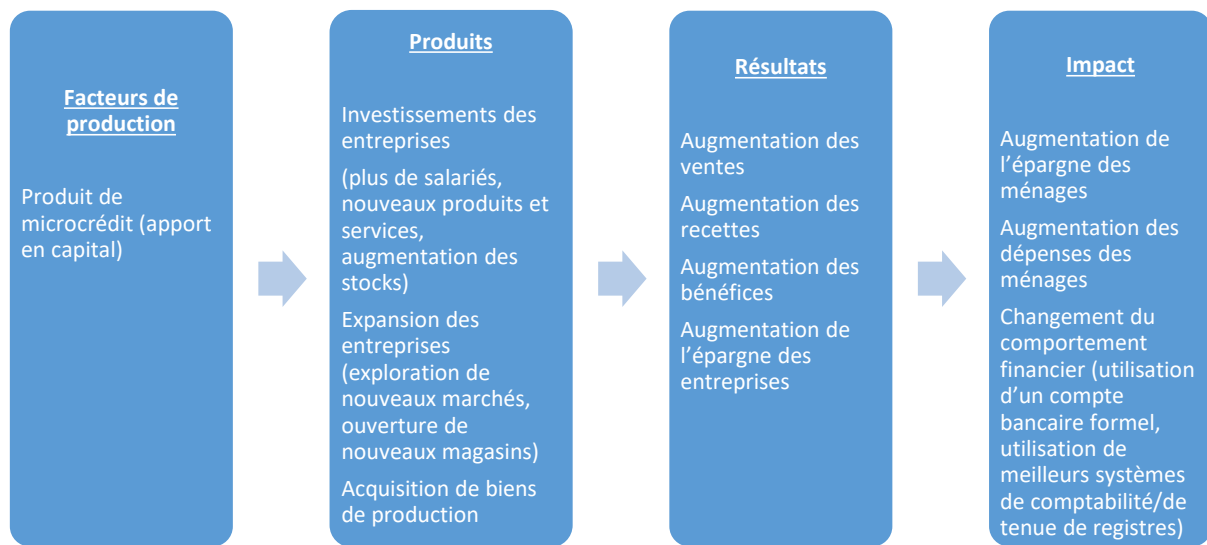 Facteurs de
production
Produit de
microcrédit (apport
en capital)
Produits
Investissements des
entreprises
(plus de salariés,
nouveaux produits et
services,
augmentation des
stocks)
Expansion des
entreprises
(exploration de
nouveaux marchés,
ouverture de
nouveaux magasins)
Acquisition de biens
de production
Résultats
Augmentation des
ventes
Augmentation des
recettes
Augmentation des
bénéfices
Augmentation de
l’épargne des
entreprises
Impact
Augmentation de
l’épargne des
ménages
Augmentation des
dépenses des
ménages
Changement du
comportement
financier (utilisation
d’un compte
bancaire formel,
utilisation de
meilleurs systèmes
de comptabilité/de
tenue de registres)